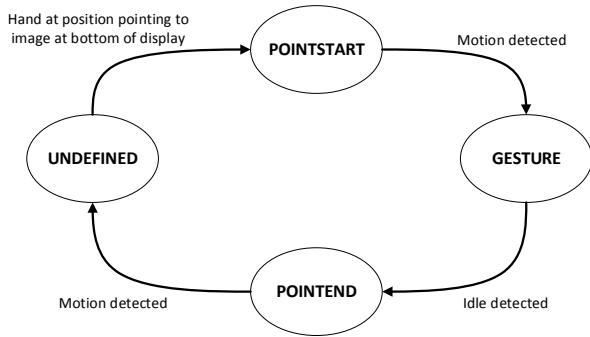 Hand at position pointing to
image at bottom of display
POINTSTART
Motion detected
UNDEFINED
GESTURE
POINTEND
Motion detected
Idle detected